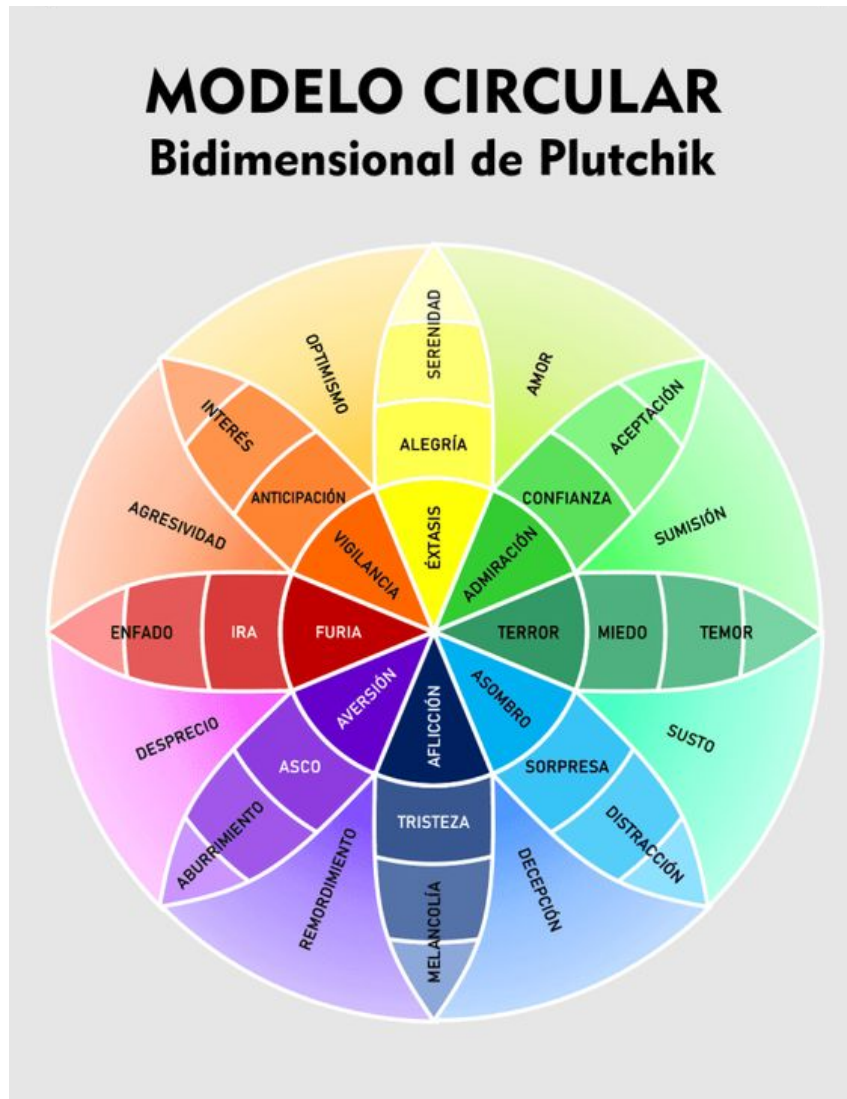 MODELO CIRCULAR
Bidimensional de Plutchik
SERENIDAD
OPTIMISMO
AMOR
INTERÉS
ACEPTACIÓN
ALEGRÍA
ANTICIPACIÓN
CONFIANZA
AGRESIVIDAD
SUMISIÓN
VIGILANCIA
ÉXTASIS
ADMIRACIÓN
ENFADO
IRA
FURIA
TERROR
MIEDO
TEMOR
AVERSIÓN
AFLICCIÓN
ASOMBRO
DESPRECIO
SUSTO
ASCO
SORPRESA
ABURRIMIENTO
TRISTEZA
DISTRACCIÓN
REMORDIMIENTO
DECEPCIÓN
MELANCOLÍA